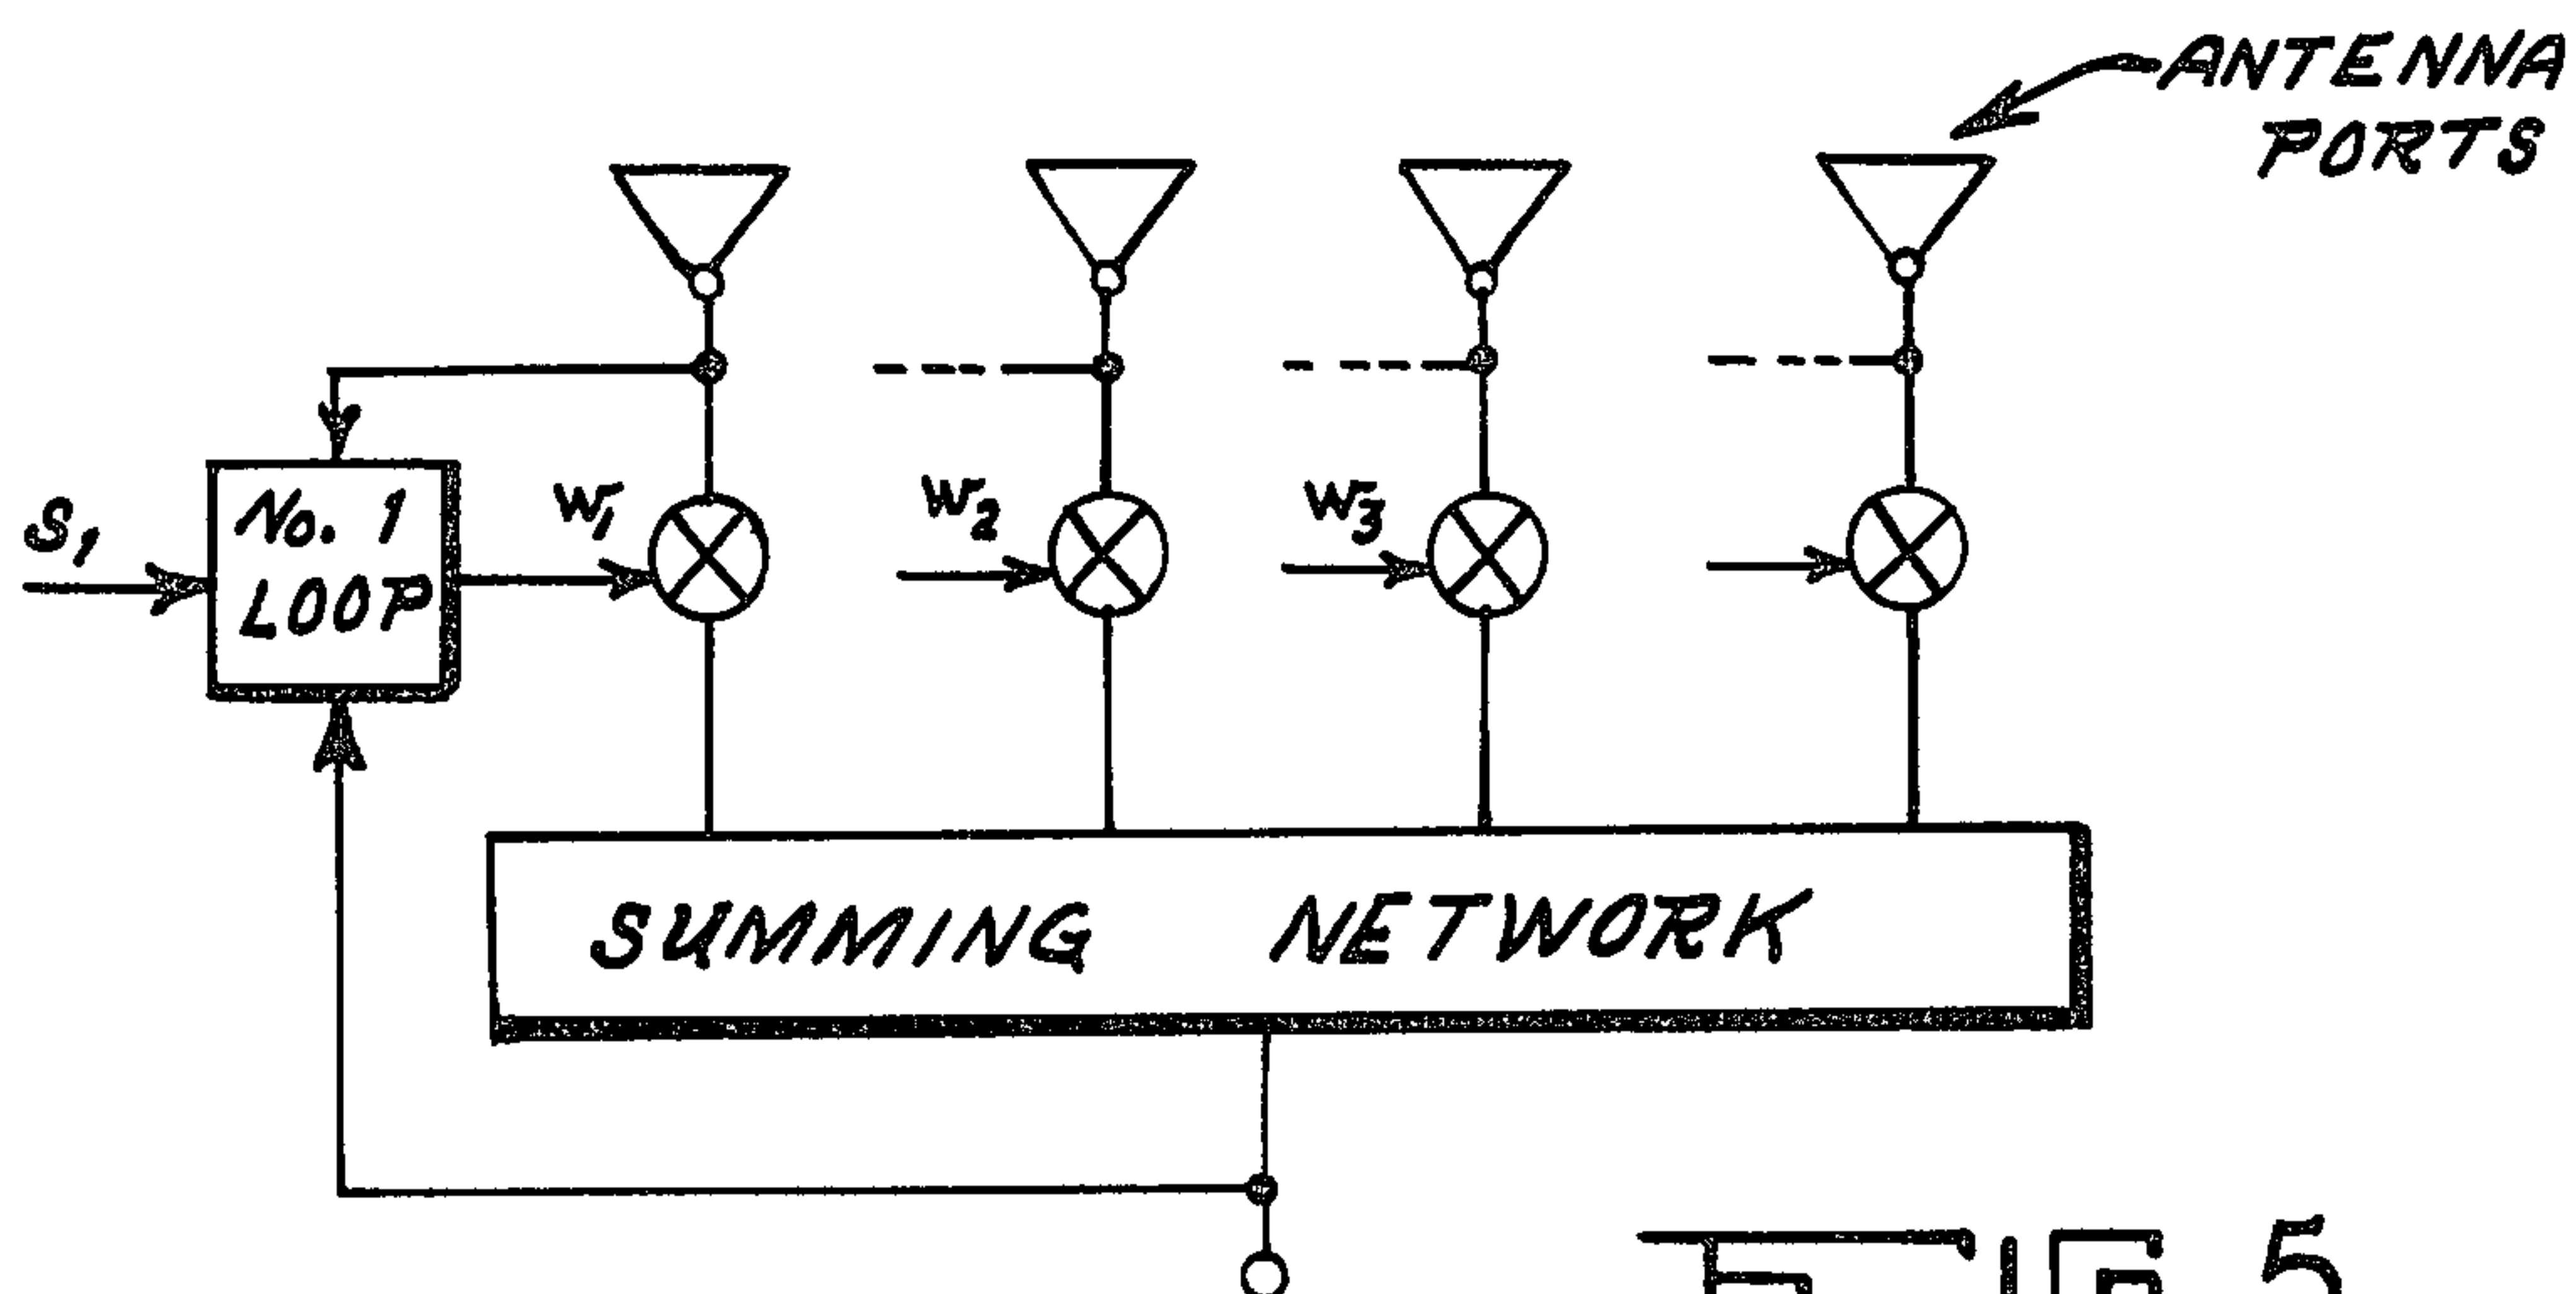 ANTENNA
PORTS
S1
No. 1
LOOP
W1
W2
W3
SUMMING NETWORK
FIG 5